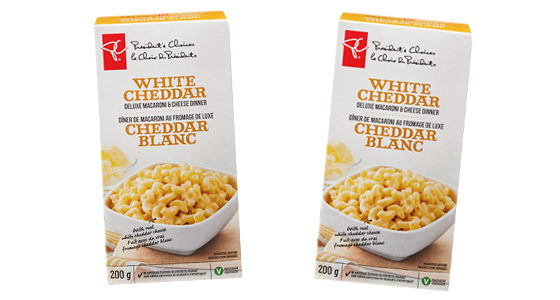 President's Choice
le Choix du Président
WHITE
CHEDDAR
DELUXE MACARONI & CHEESE DINNER
DÎNER DE MACARONI AU FROMAGE DE LUXE
CHEDDAR
BLANC
With real
white cheddar cheese
Fait avec du vrai
fromage cheddar blanc
200 g
President's Choice
le Choix du Président
WHITE
CHEDDAR
DELUXE MACARONI & CHEESE DINNER
DÎNER DE MACARONI AU FROMAGE DE LUXE
CHEDDAR
BLANC
With real
white cheddar cheese
Fait avec du vrai
fromage cheddar blanc
200 g